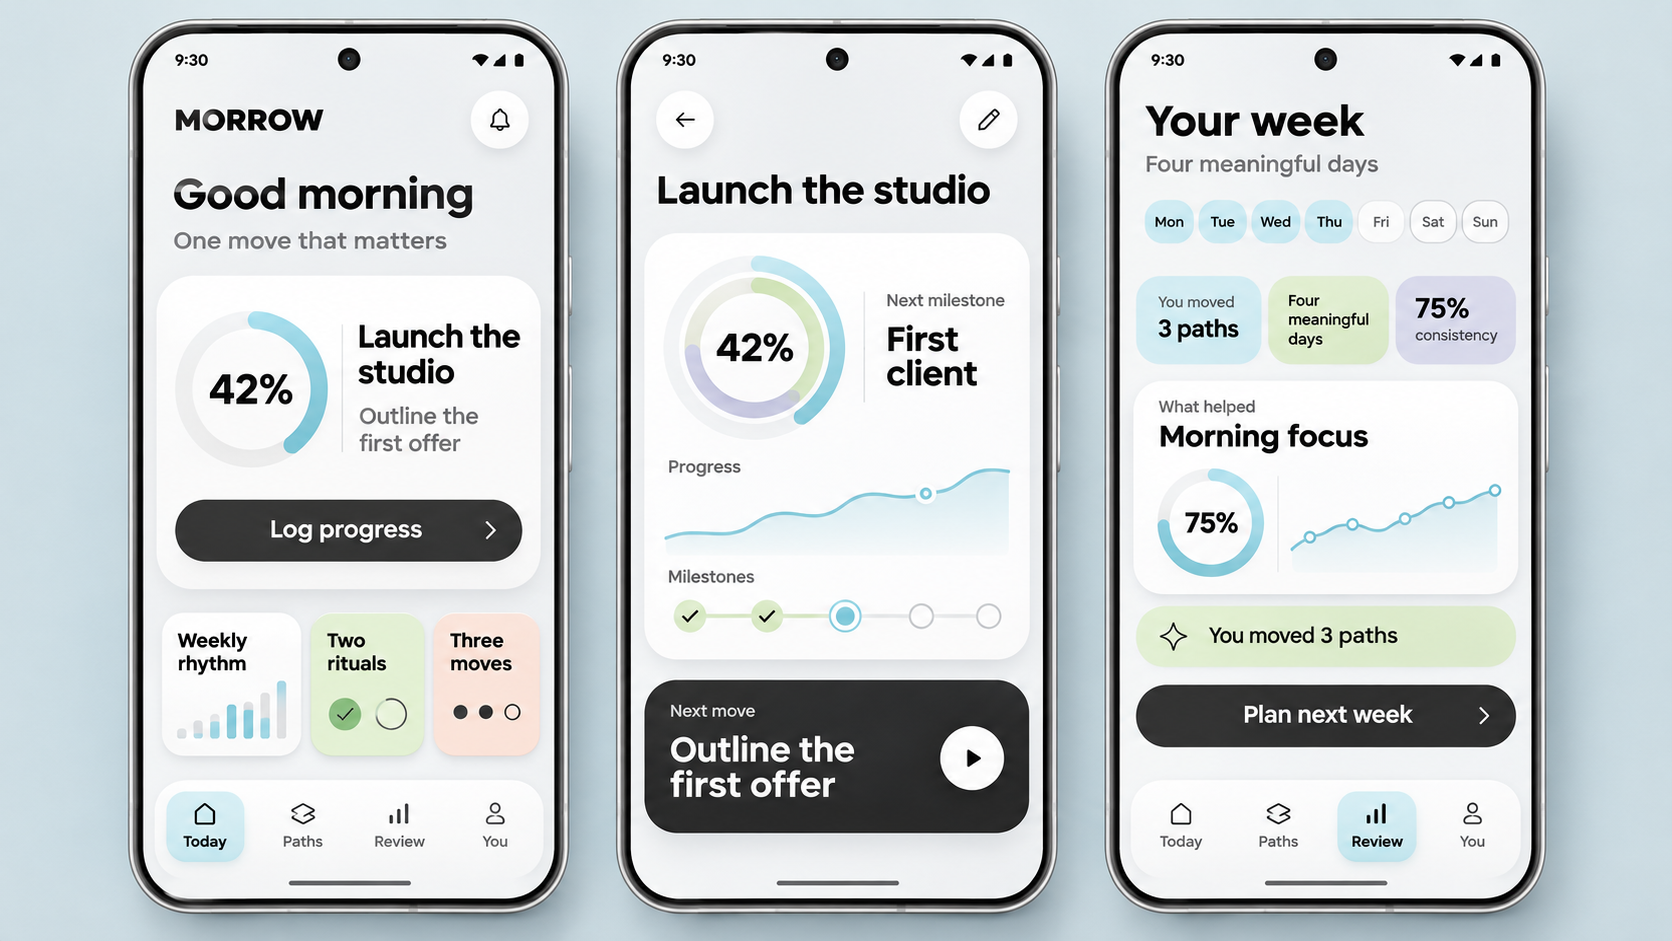 9:30
MORROW
Good morning
One move that matters
42%
Launch the
studio
Outline the
first offer
Log progress
Weekly
rhythm
Two
rituals
Three
moves
Today
Paths
Review
You
9:30
Launch the studio
42%
Next milestone
First
client
Progress
Milestones
Next move
Outline the
first offer
9:30
Your week
Four meaningful days
Mon
Tue
Wed
Thu
Fri
Sat
Sun
You moved
3 paths
Four
meaningful
days
75%
consistency
What helped
Morning focus
75%
You moved 3 paths
Plan next week
Today
Paths
Review
You